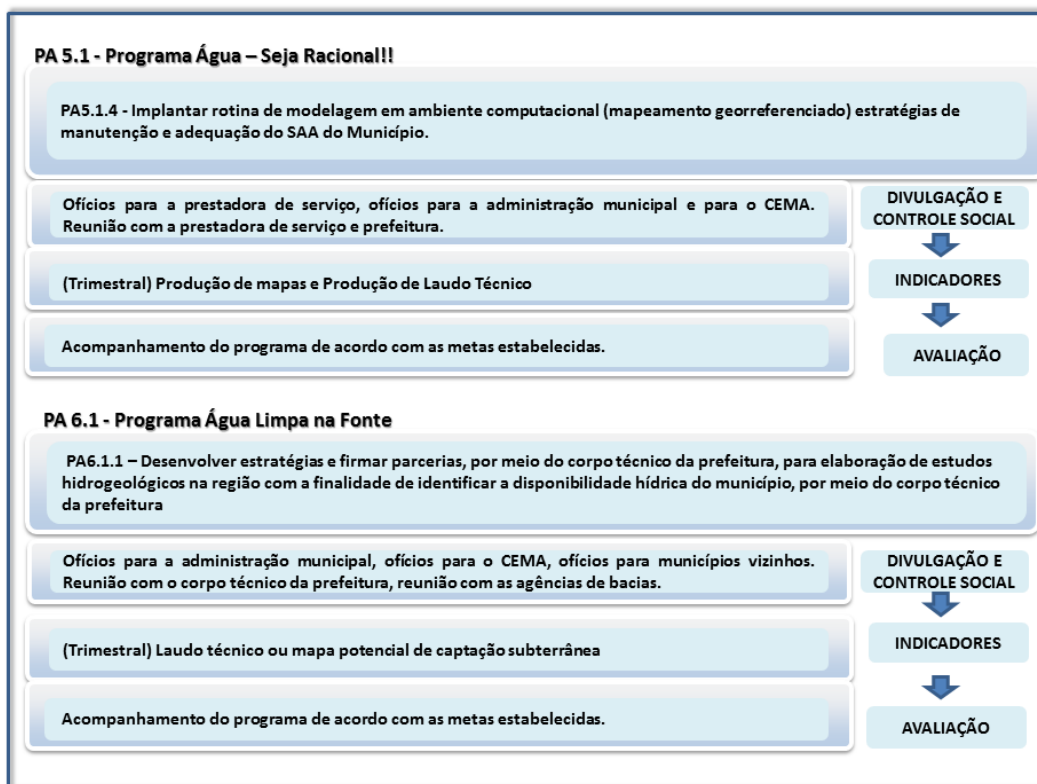 PA 5.1 - Programa Água – Seja Racional!!
PA5.1.4 - Implantar rotina de modelagem em ambiente computacional (mapeamento georreferenciado) estratégias de
manutenção e adequação do SAA do Município.
Ofícios para a prestadora de serviço, ofícios para a administração municipal e para o CEMA.
Reunião com a prestadora de serviço e prefeitura.
DIVULGAÇÃO E
CONTROLE SOCIAL
(Trimestral) Produção de mapas e Produção de Laudo Técnico
INDICADORES
Acompanhamento do programa de acordo com as metas estabelecidas.
AVALIAÇÃO
PA 6.1 - Programa Água Limpa na Fonte
PA6.1.1 – Desenvolver estratégias e firmar parcerias, por meio do corpo técnico da prefeitura, para elaboração de estudos
hidrogeológicos na região com a finalidade de identificar a disponibilidade hídrica do município, por meio do corpo técnico
da prefeitura
Ofícios para a administração municipal, ofícios para o CEMA, ofícios para municípios vizinhos.
Reunião com o corpo técnico da prefeitura, reunião com as agências de bacias.
DIVULGAÇÃO E
CONTROLE SOCIAL
(Trimestral) Laudo técnico ou mapa potencial de captação subterrânea
INDICADORES
Acompanhamento do programa de acordo com as metas estabelecidas.
AVALIAÇÃO